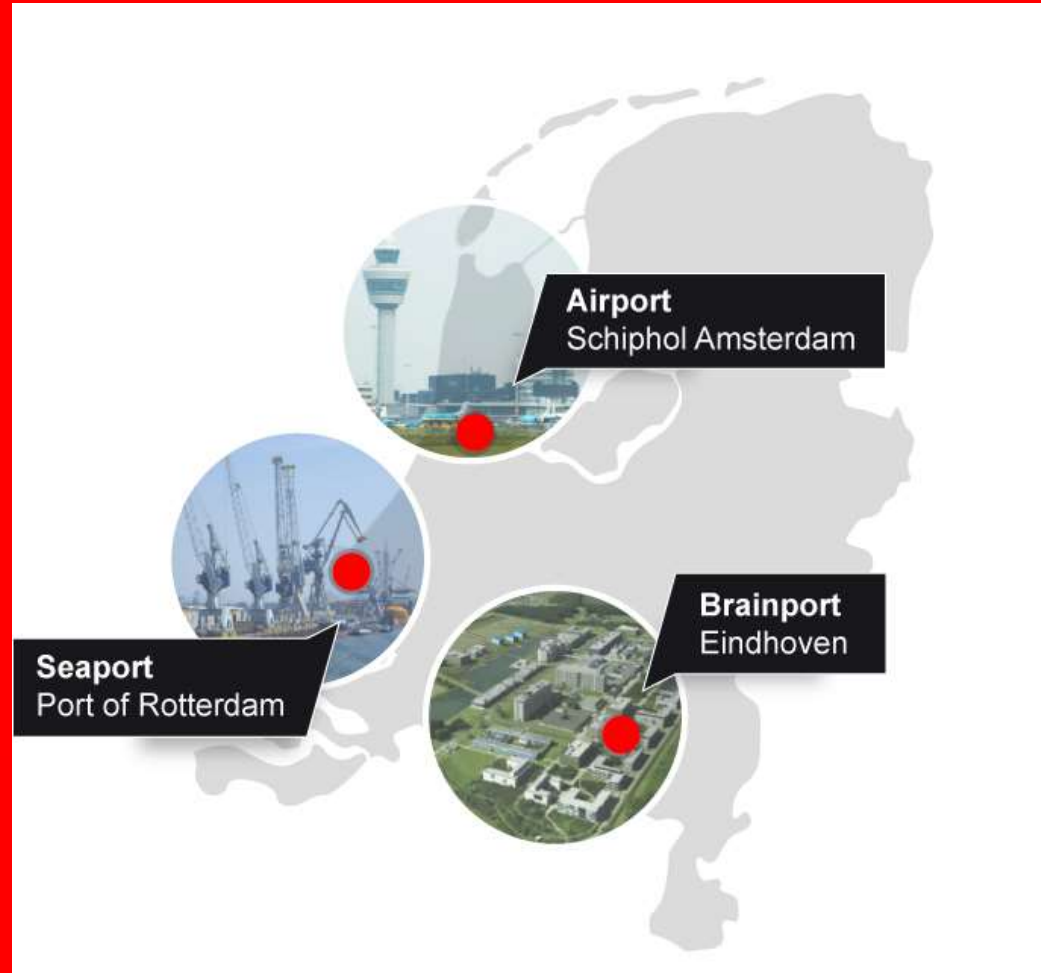 Airport
Schiphol Amsterdam
Brainport
Eindhoven
Seaport
Port of Rotterdam